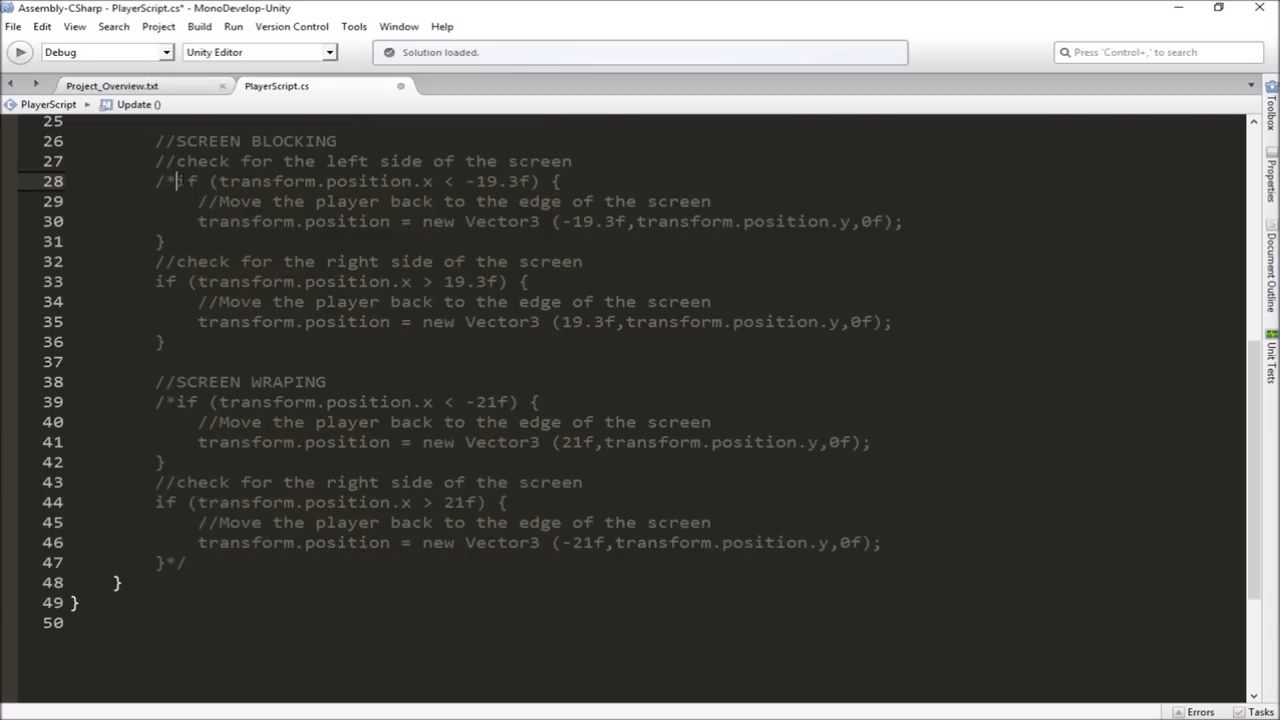 Assembly-CSharp - PlayerScript.cs* - MonoDevelop-Unity
File Edit View Search Project Build Run Version Control Tools Window Help
Debug Unity Editor Solution loaded. Press 'Control+,' to search
Project_Overview.txt PlayerScript.cs
PlayerScript Update ()
25
26 //SCREEN BLOCKING
27 //check for the left side of the screen
28 /*if (transform.position.x < -19.3f) {
29 //Move the player back to the edge of the screen
30 transform.position = new Vector3 (-19.3f,transform.position.y,0f);
31 }
32 //check for the right side of the screen
33 if (transform.position.x > 19.3f) {
34 //Move the player back to the edge of the screen
35 transform.position = new Vector3 (19.3f,transform.position.y,0f);
36 }
37
38 //SCREEN WRAPING
39 /*if (transform.position.x < -21f) {
40 //Move the player back to the edge of the screen
41 transform.position = new Vector3 (21f,transform.position.y,0f);
42 }
43 //check for the right side of the screen
44 if (transform.position.x > 21f) {
45 //Move the player back to the edge of the screen
46 transform.position = new Vector3 (-21f,transform.position.y,0f);
47 }*/
48 }
49 }
50
Toolbox
Properties
Document Outline
Unit Tests
Errors Tasks